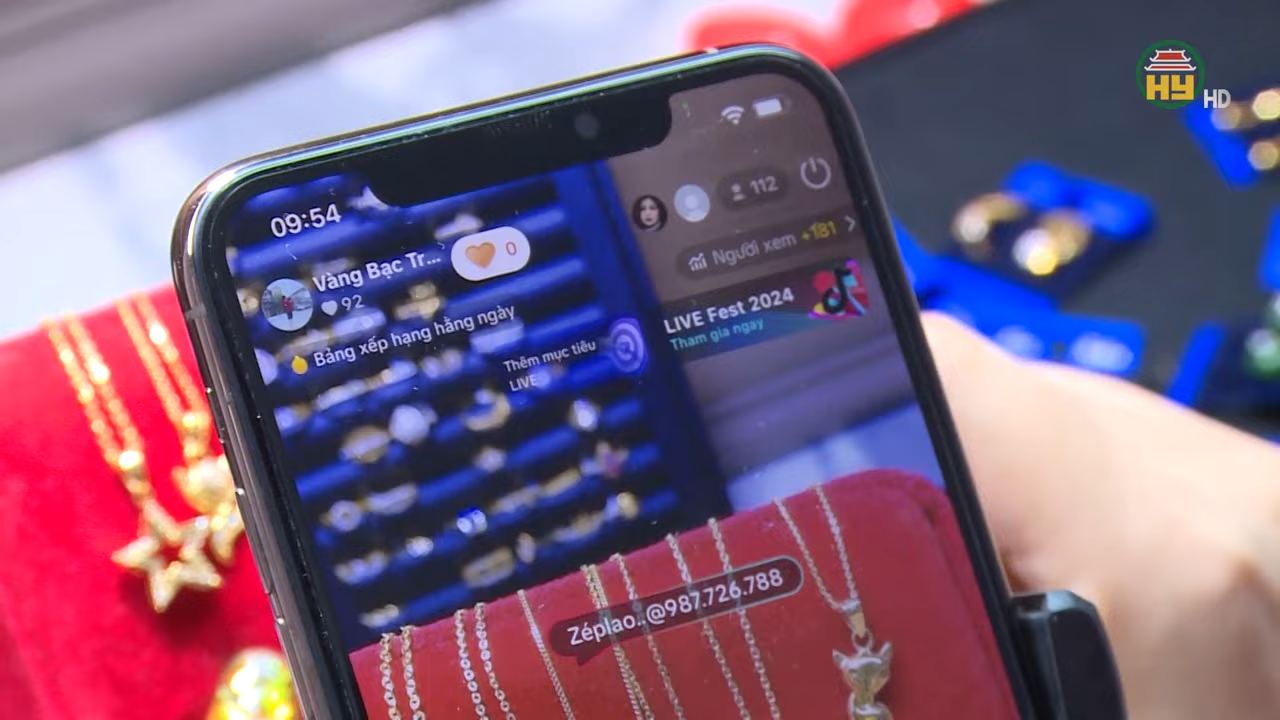 HY HD
09:54
112
Vàng Bạc Tr... 0
92
Người xem +181
Bảng xếp hạng hằng ngày
LIVE Fest 2024
Tham gia ngay
Thêm mục tiêu
LIVE
Zéplao..@987.726.788